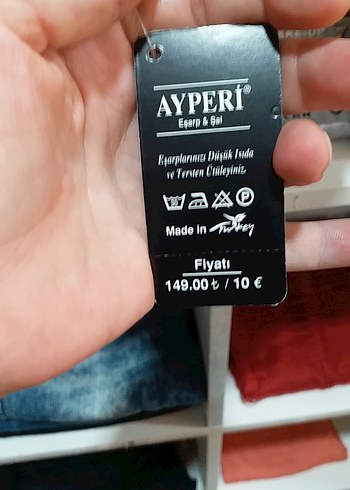 AYPERİ®
Eşarp & Şal
Eşarplarınızı Düşük Isıda
ve Tersten Ütüleyiniz.
P
Made in Turkey
Fiyatı
149.00 ₺ / 10 €